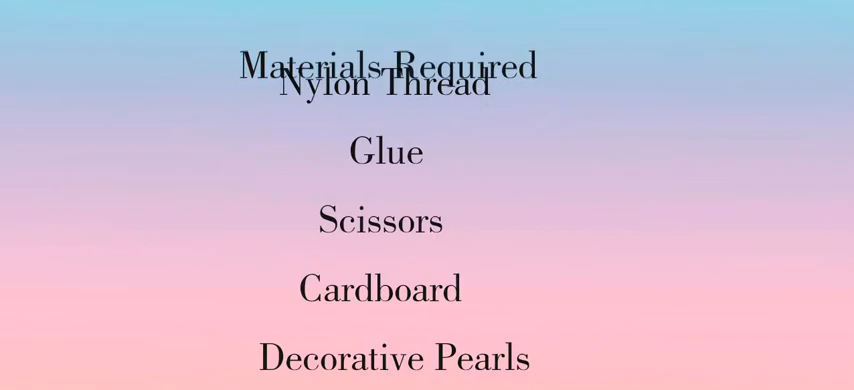 Materials Required
Nylon Thread
Glue
Scissors
Cardboard
Decorative Pearls